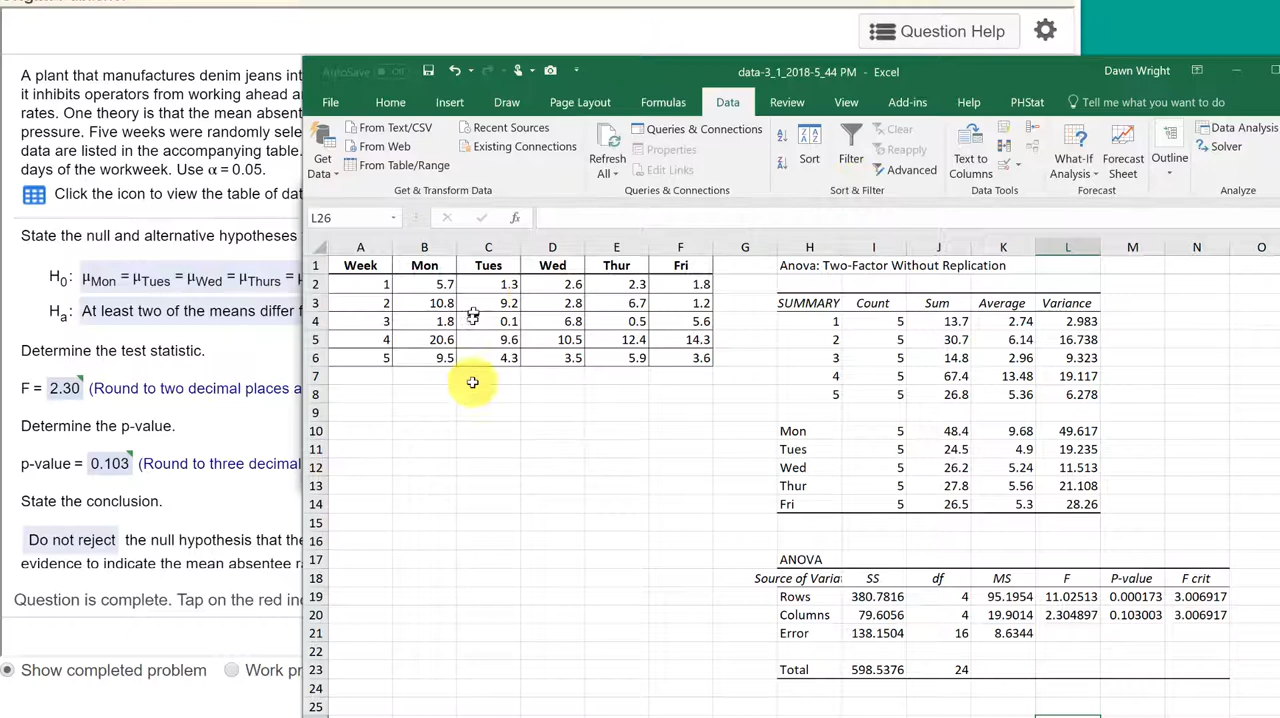 Question Help
A plant that manufactures denim jeans int
it inhibits operators from working ahead a
rates. One theory is that the mean absent
pressure. Five weeks were randomly sele
data are listed in the accompanying table.
days of the workweek. Use α = 0.05.
Click the icon to view the table of dat
State the null and alternative hypotheses
H0: μMon = μTues = μWed = μThurs =
Ha: At least two of the means differ f
Determine the test statistic.
F = 2.30 (Round to two decimal places a
Determine the p-value.
p-value = 0.103 (Round to three decimal
State the conclusion.
Do not reject the null hypothesis that the
evidence to indicate the mean absentee ra
Question is complete. Tap on the red in
Show completed problem Work pr
AutoSave Off data-3_1_2018-5_44 PM - Excel Dawn Wright
File Home Insert Draw Page Layout Formulas Data Review View Add-ins Help PHStat Tell me what you want to do
Get Data
From Text/CSV
From Web
From Table/Range
Recent Sources
Existing Connections
Get & Transform Data
Refresh All
Queries & Connections
Properties
Edit Links
Queries & Connections
Sort
Filter
Clear
Reapply
Advanced
Sort & Filter
Text to Columns
Data Tools
What-If Analysis
Forecast Sheet
Forecast
Outline
Data Analysis
Solver
Analyze
L26 fx
A B C D E F G H I J K L M N O
1 Week Mon Tues Wed Thur Fri Anova: Two-Factor Without Replication
2 1 5.7 1.3 2.6 2.3 1.8
3 2 10.8 9.2 2.8 6.7 1.2 SUMMARY Count Sum Average Variance
4 3 1.8 0.1 6.8 0.5 5.6 1 5 13.7 2.74 2.983
5 4 20.6 9.6 10.5 12.4 14.3 2 5 30.7 6.14 16.738
6 5 9.5 4.3 3.5 5.9 3.6 3 5 14.8 2.96 9.323
7 4 5 67.4 13.48 19.117
8 5 5 26.8 5.36 6.278
9
10 Mon 5 48.4 9.68 49.617
11 Tues 5 24.5 4.9 19.235
12 Wed 5 26.2 5.24 11.513
13 Thur 5 27.8 5.56 21.108
14 Fri 5 26.5 5.3 28.26
15
16
17 ANOVA
18 Source of Variat SS df MS F P-value F crit
19 Rows 380.7816 4 95.1954 11.02513 0.000173 3.006917
20 Columns 79.6056 4 19.9014 2.304897 0.103003 3.006917
21 Error 138.1504 16 8.6344
22
23 Total 598.5376 24
24
25